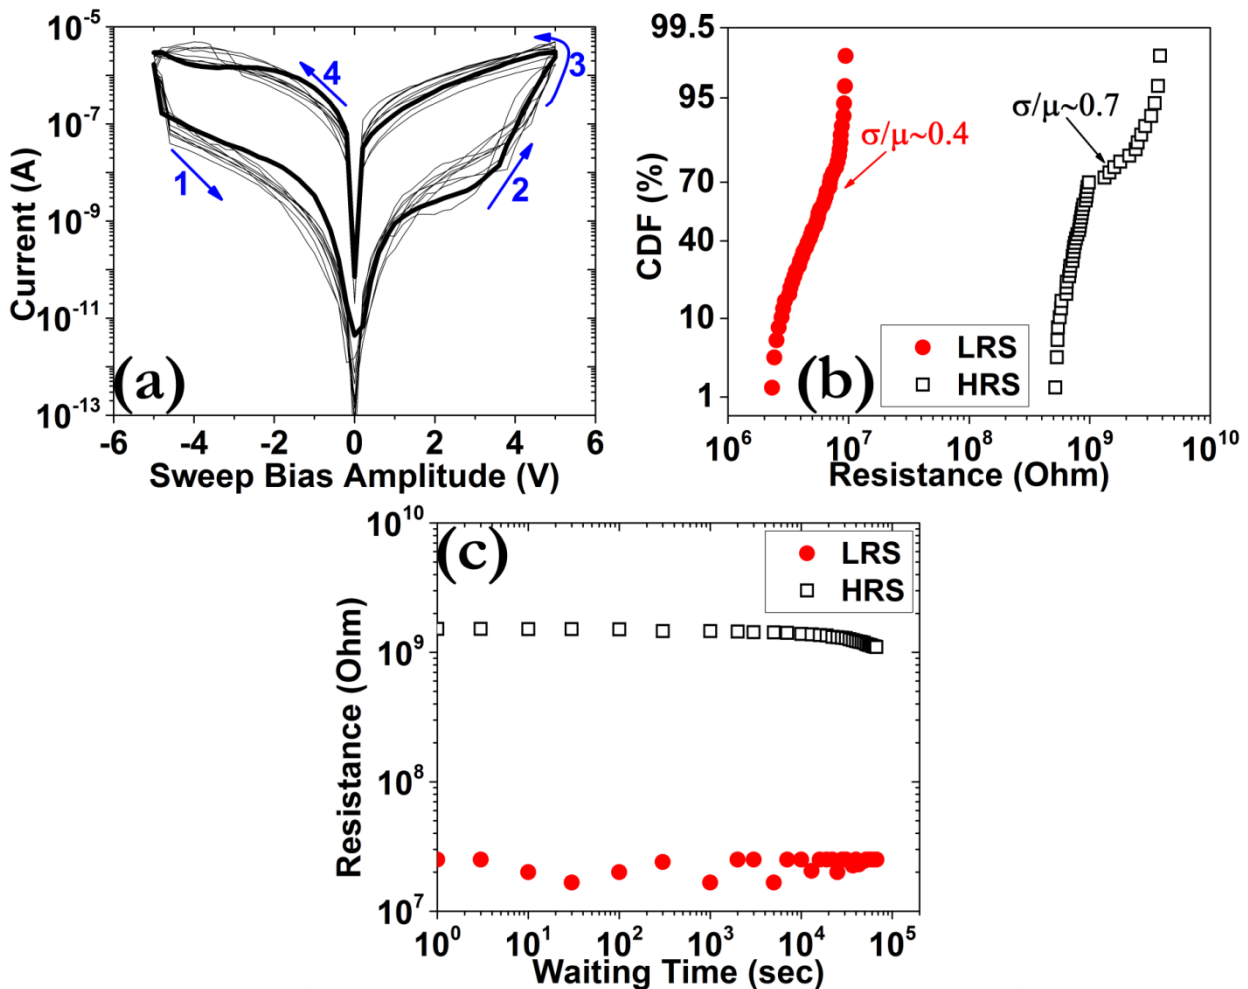 (a)
Current (A)
10⁻⁵
10⁻⁷
10⁻⁹
10⁻¹¹
10⁻¹³
4
3
1
2
-6 -4 -2 0 2 4 6
Sweep Bias Amplitude (V)
(b)
CDF (%)
99.5
95
70
40
10
1
σ/μ~0.4
σ/μ~0.7
LRS
HRS
10⁶ 10⁷ 10⁸ 10⁹ 10¹⁰
Resistance (Ohm)
(c)
Resistance (Ohm)
10¹⁰
10⁹
10⁸
10⁷
LRS
HRS
10⁰ 10¹ 10² 10³ 10⁴ 10⁵
Waiting Time (sec)